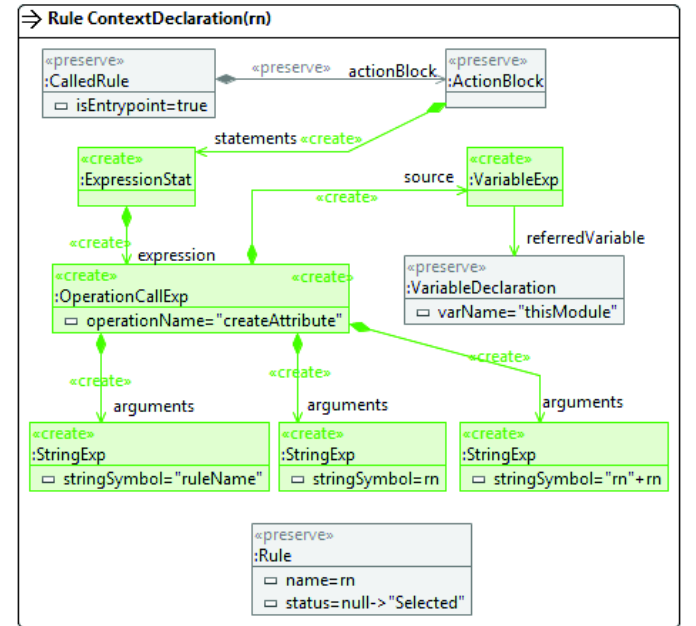 Rule ContextDeclaration(rn)
«preserve»
:CalledRule
isEntrypoint=true
«preserve»
actionBlock
«preserve»
:ActionBlock
statements «create»
«create»
:ExpressionStat
source
«create»
«create»
:VariableExp
«create»
expression
referredVariable
«create»
«create»
:OperationCallExp
operationName="createAttribute"
«preserve»
:VariableDeclaration
varName="thisModule"
«create»
arguments
«create»
arguments
«create»
arguments
«create»
:StringExp
stringSymbol="ruleName"
«create»
:StringExp
stringSymbol=rn
«create»
:StringExp
stringSymbol="rn"+rn
«preserve»
:Rule
name=rn
status=null->"Selected"